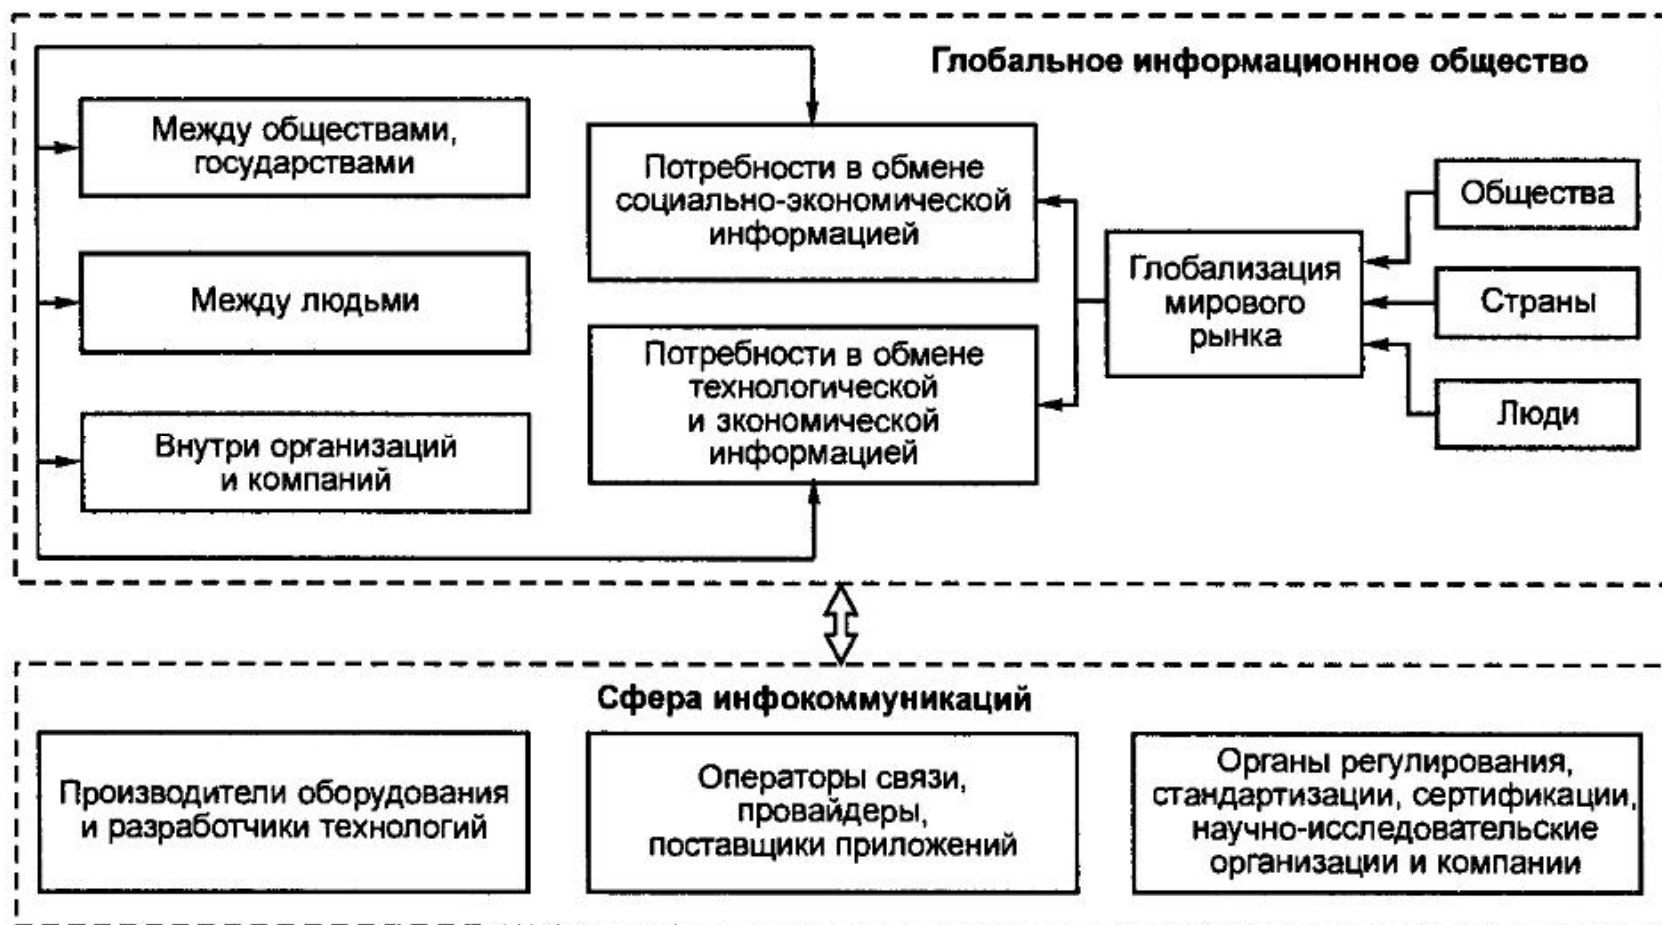 Глобальное информационное общество
Между обществами,
государствами
Между людьми
Внутри организаций
и компаний
Потребности в обмене
социально-экономической
информацией
Потребности в обмене
технологической
и экономической
информацией
Глобализация
мирового
рынка
Общества
Страны
Люди
Сфера инфокоммуникаций
Производители оборудования
и разработчики технологий
Операторы связи,
провайдеры,
поставщики приложений
Органы регулирования,
стандартизации, сертификации,
научно-исследовательские
организации и компании